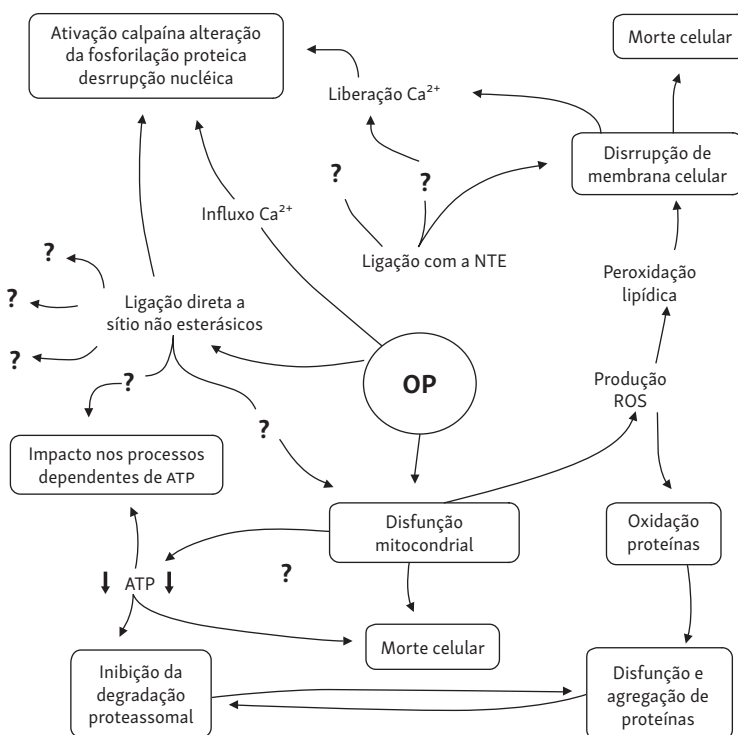 Ativação calpaína alteração
da fosforilação proteica
desrrupção nucléica
Morte celular
Liberação Ca²⁺
Disrrupção de
membrana celular
?
?
Influxo Ca²⁺
Ligação com a NTE
?
?
?
Ligação direta a
sítio não esterásicos
Peroxidação
lipídica
OP
Produção
ROS
?
?
Impacto nos processos
dependentes de ATP
Disfunção
mitocondrial
Oxidação
proteínas
?
ATP
Morte celular
Inibição da
degradação
proteassomal
Disfunção e
agregação de
proteínas